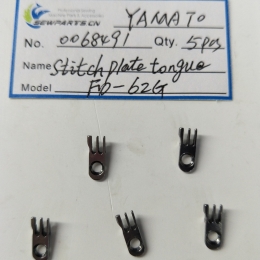 YAMATO
SEWPARTS.CN
No. 0068491 Qty. 5pcs
Name Stitch plate tongue
Model FD-62G